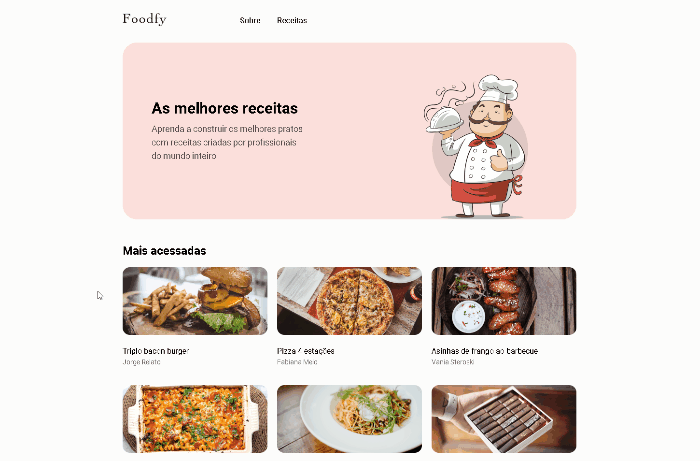 Foodfy
Sobre Receitas
As melhores receitas
Aprenda a construir os melhores pratos
com receitas criadas por profissionais
do mundo inteiro
Mais acessadas
Triplo bacon burger
Pizza 4 estações
Asinhas de frango ao barbecue
Jorge Relato
Fabiana Melo
Vania Steroski